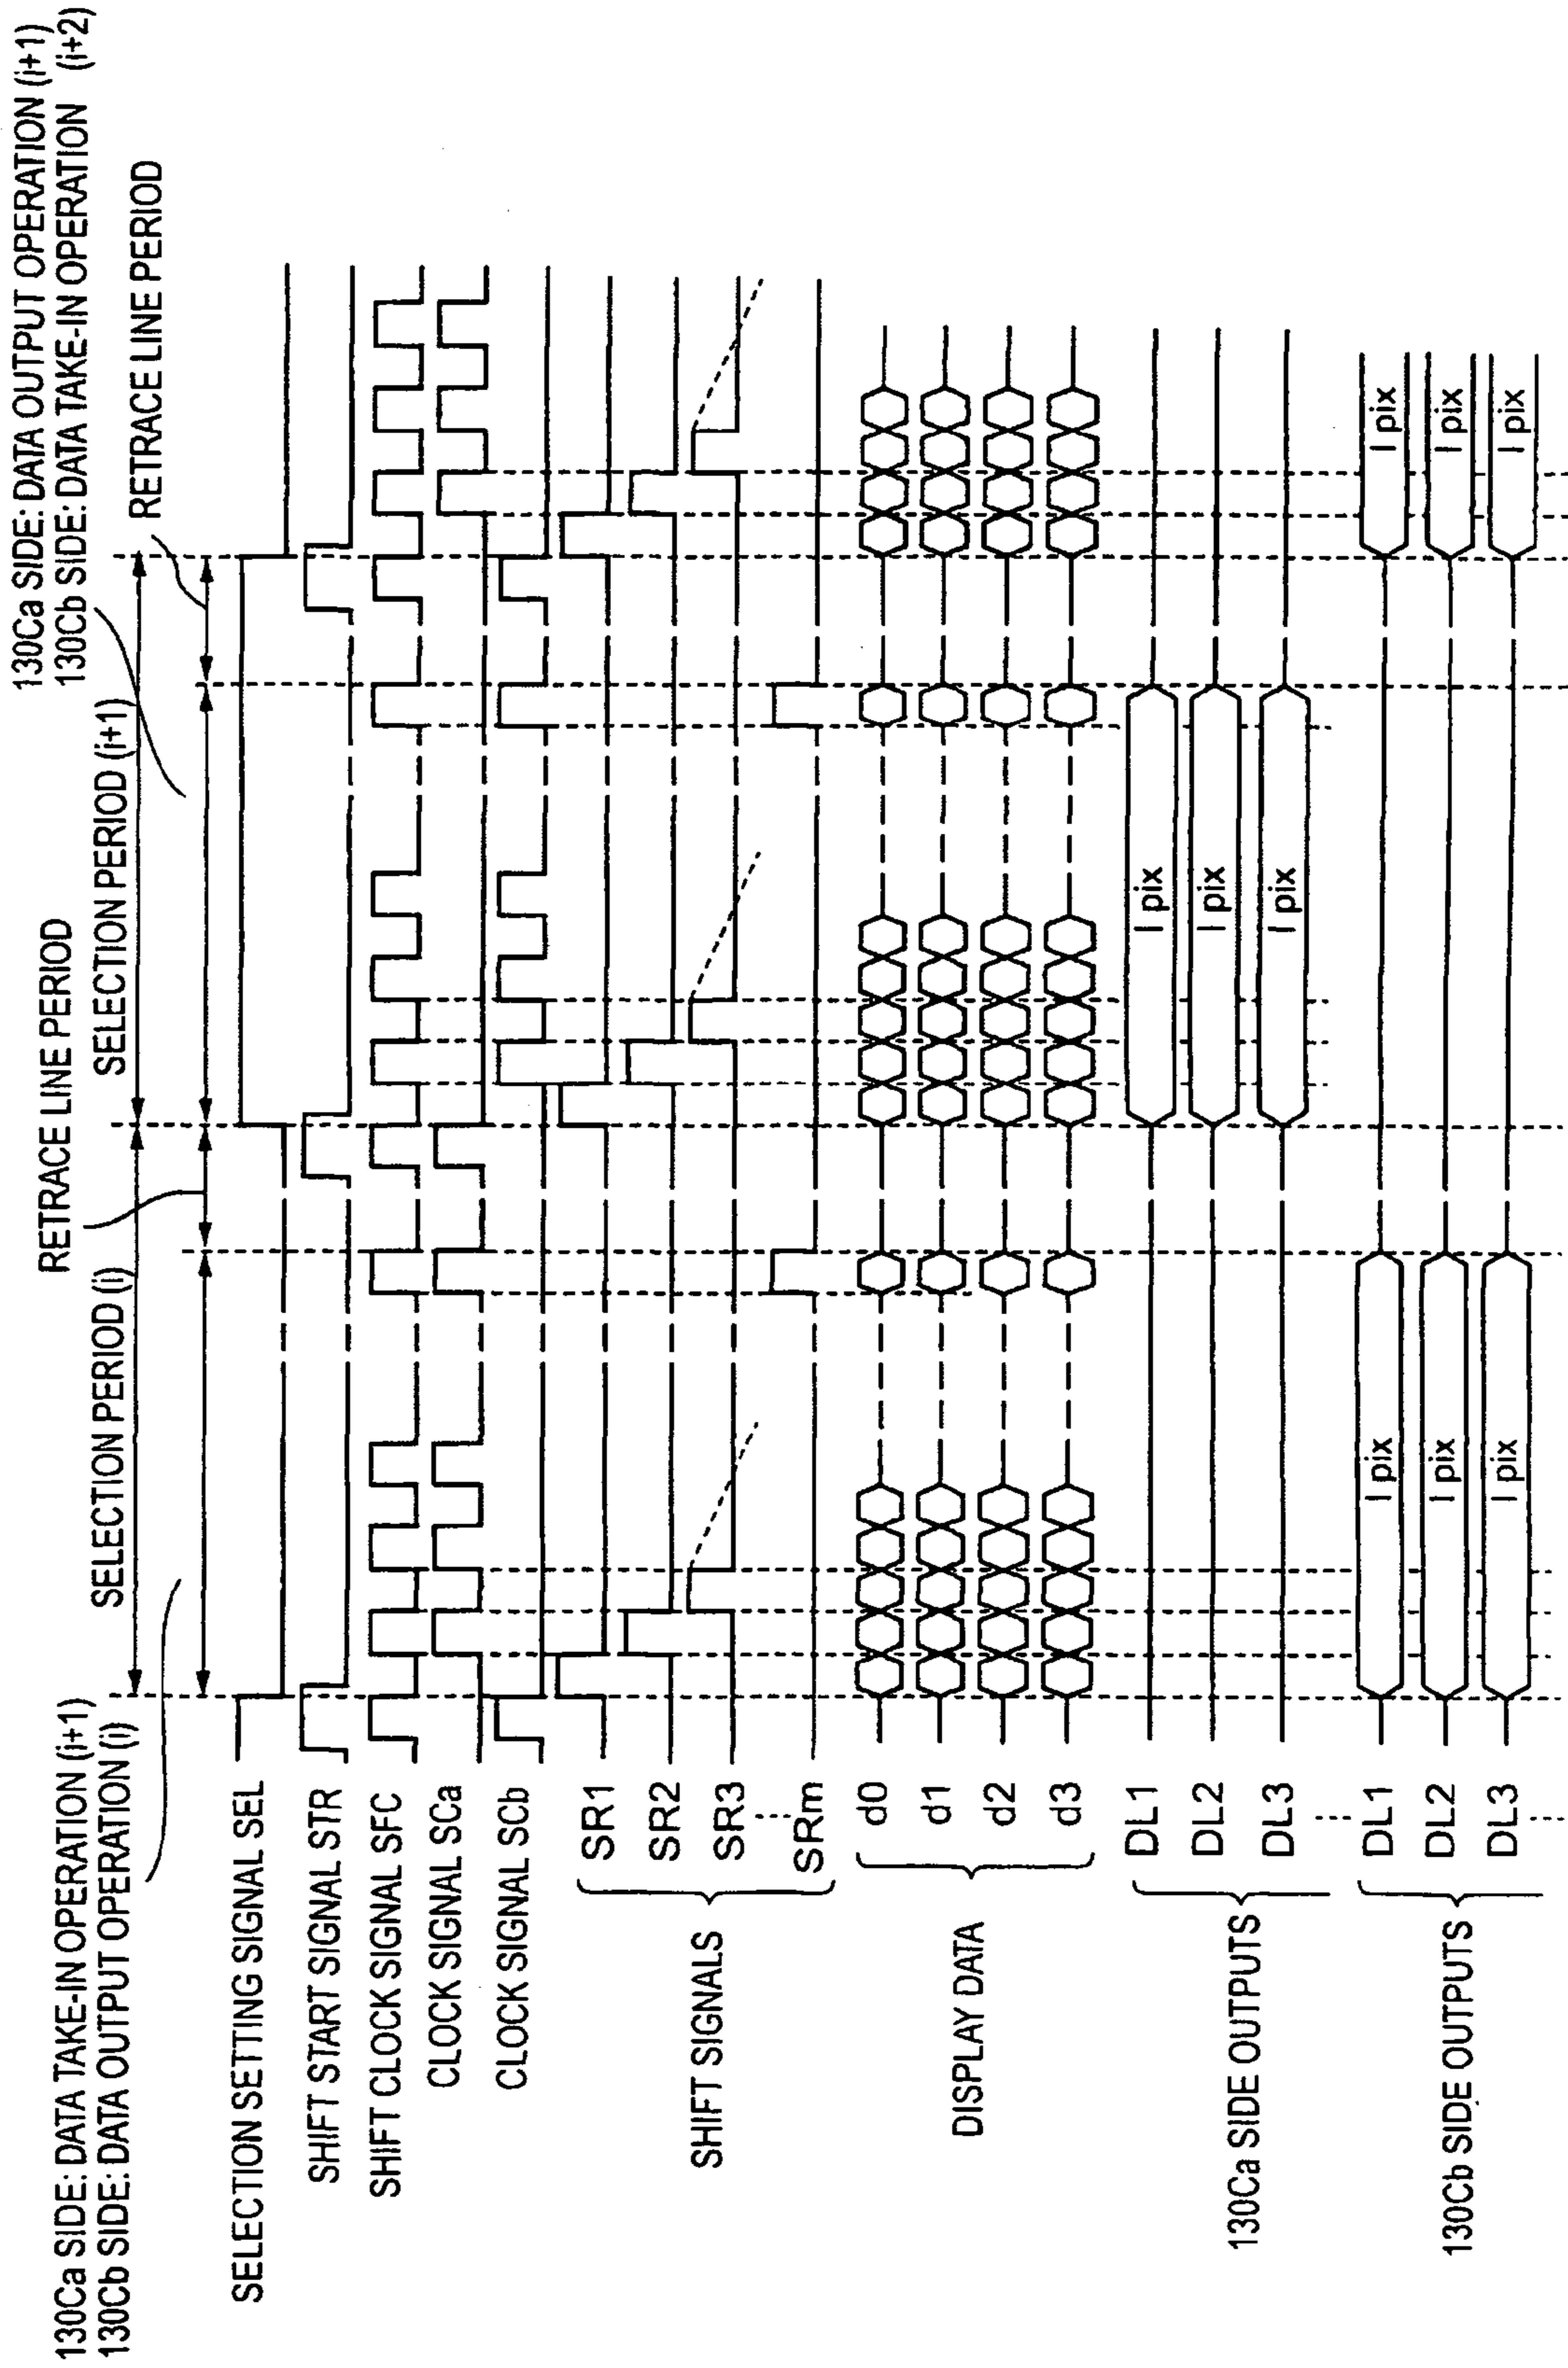 130Ca SIDE: DATA TAKE-IN OPERATION (i+1)
130Cb SIDE: DATA OUTPUT OPERATION (i)
130Ca SIDE: DATA OUTPUT OPERATION (i+1)
130Cb SIDE: DATA TAKE-IN OPERATION (i+2)
RETRACE LINE PERIOD
RETRACE LINE PERIOD
SELECTION PERIOD (i)
SELECTION PERIOD (i+1)
SELECTION SETTING SIGNAL SEL
SHIFT START SIGNAL STR
SHIFT CLOCK SIGNAL SFC
CLOCK SIGNAL SCa
CLOCK SIGNAL SCb
SHIFT SIGNALS
SR1
SR2
SR3
SRm
DISPLAY DATA
d0
d1
d2
d3
130Ca SIDE OUTPUTS
DL1
I pix
DL2
I pix
DL3
I pix
130Cb SIDE OUTPUTS
DL1
I pix
I pix
DL2
I pix
I pix
DL3
I pix
I pix